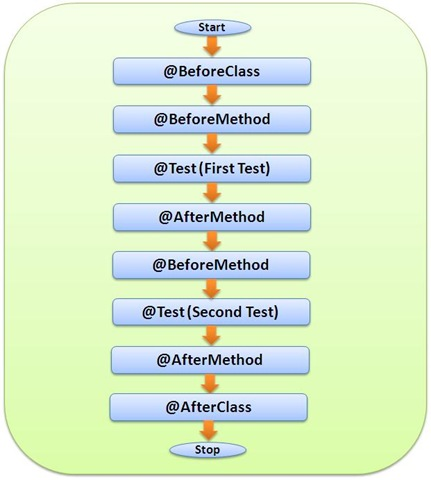 Start
@BeforeClass
@BeforeMethod
@Test (First Test)
@AfterMethod
@BeforeMethod
@Test (Second Test)
@AfterMethod
@AfterClass
Stop